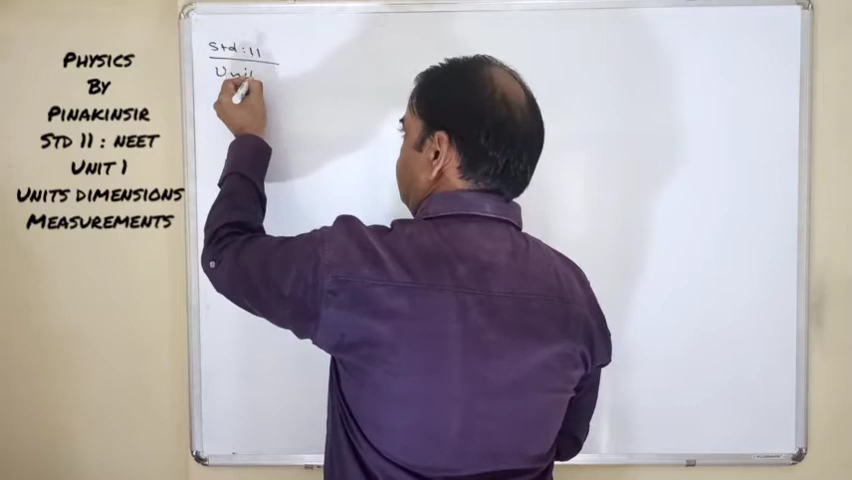 Physics
By
Pinakinsir
Std 11 : NEET
Unit 1
Units dimensions
Measurements
Std : 11
Unit